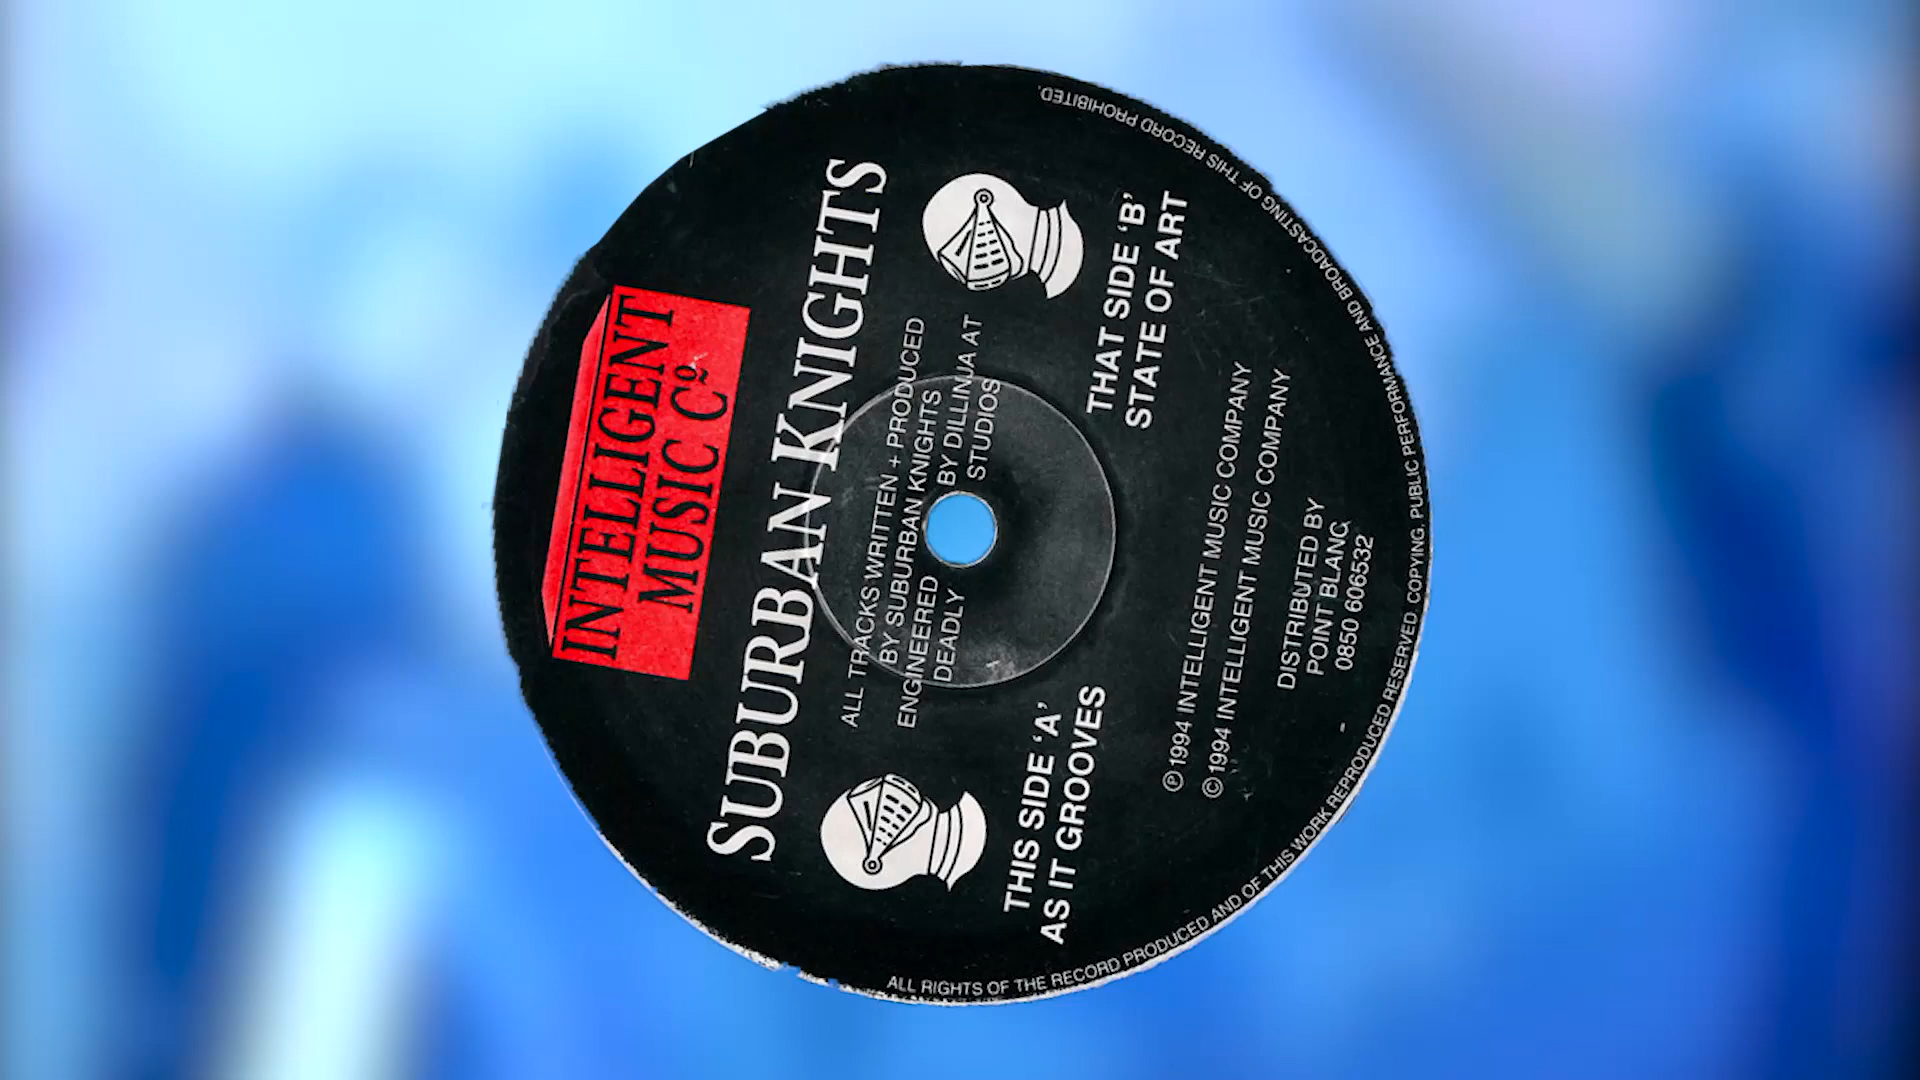 INTELLIGENT
MUSIC Cº
SUBURBAN KNIGHTS
ALL TRACKS WRITTEN + PRODUCED
BY SUBURBAN KNIGHTS
ENGINEERED BY DILLINJA AT
DEADLY STUDIOS
THIS SIDE 'A'
AS IT GROOVES
THAT SIDE 'B'
STATE OF ART
℗ 1994 INTELLIGENT MUSIC COMPANY
© 1994 INTELLIGENT MUSIC COMPANY
DISTRIBUTED BY
POINT BLANC
0850 606532
ALL RIGHTS OF THE RECORD PRODUCED AND OF THIS WORK REPRODUCED RESERVED. COPYING, PUBLIC PERFORMANCE AND BROADCASTING OF THIS RECORD PROHIBITED.